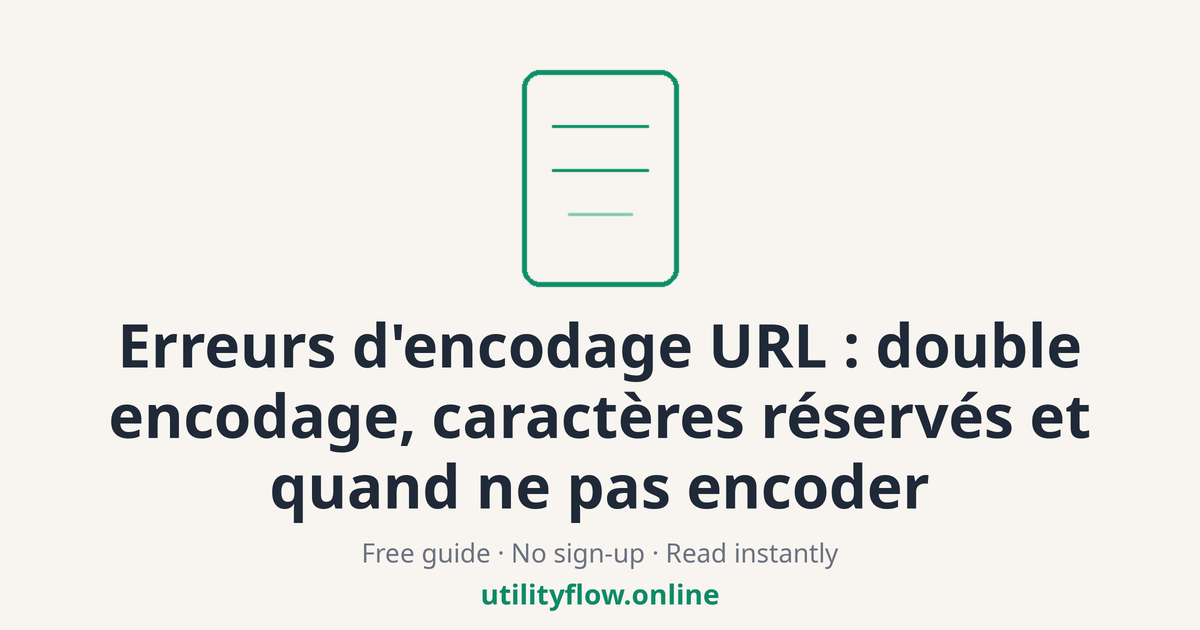 Erreurs d'encodage URL : double
encodage, caractères réservés et
quand ne pas encoder
Free guide · No sign-up · Read instantly
utilityflow.online